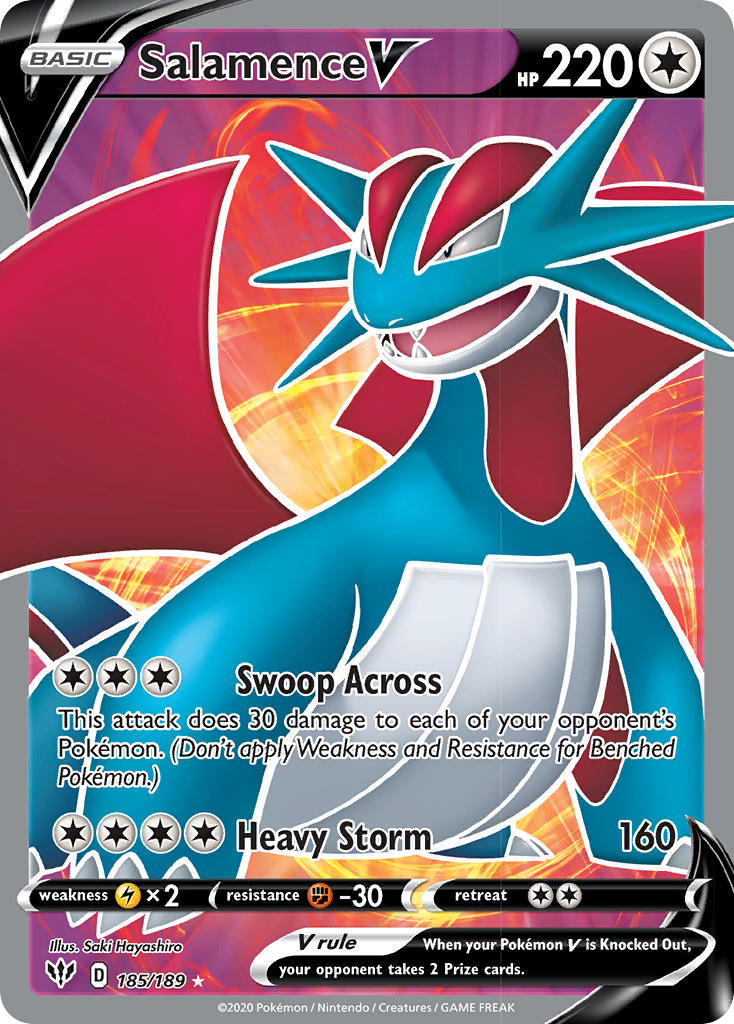 BASIC Salamence V HP 220
Swoop Across
This attack does 30 damage to each of your opponent's
Pokémon. (Don't apply Weakness and Resistance for Benched
Pokémon.)
Heavy Storm 160
weakness ×2 resistance -30 retreat
Illus. Saki Hayashiro
V rule When your Pokémon V is Knocked Out,
your opponent takes 2 Prize cards.
D 185/189 ★
©2020 Pokémon / Nintendo / Creatures / GAME FREAK